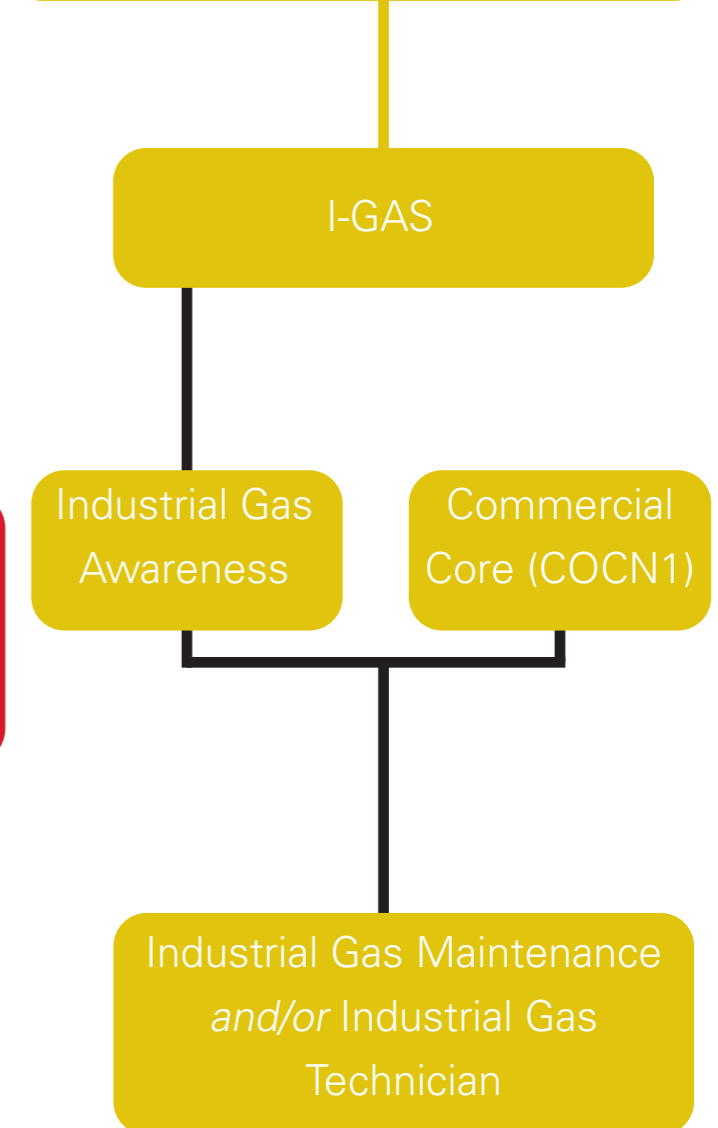 I-GAS
Industrial Gas
Awareness
Commercial
Core (COCN1)
Industrial Gas Maintenance
and/or Industrial Gas
Technician